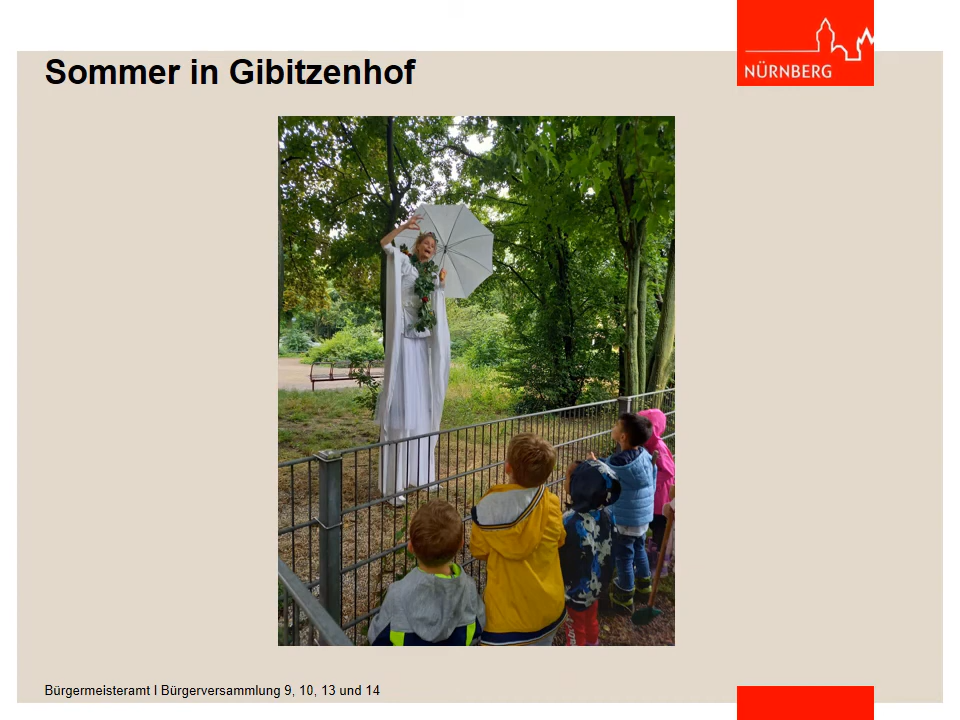 Sommer in Gibitzenhof
NÜRNBERG
Bürgermeisteramt I Bürgerversammlung 9, 10, 13 und 14